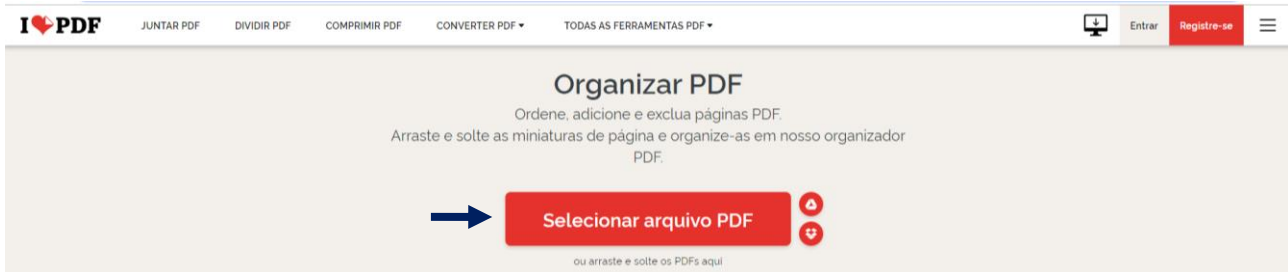 I PDF JUNTAR PDF DIVIDIR PDF COMPRIMIR PDF CONVERTER PDF TODAS AS FERRAMENTAS PDF Entrar Registre-se
Organizar PDF
Ordene, adicione e exclua páginas PDF.
Arraste e solte as miniaturas de página e organize-as em nosso organizador
PDF.
Selecionar arquivo PDF
ou arraste e solte os PDFs aqui